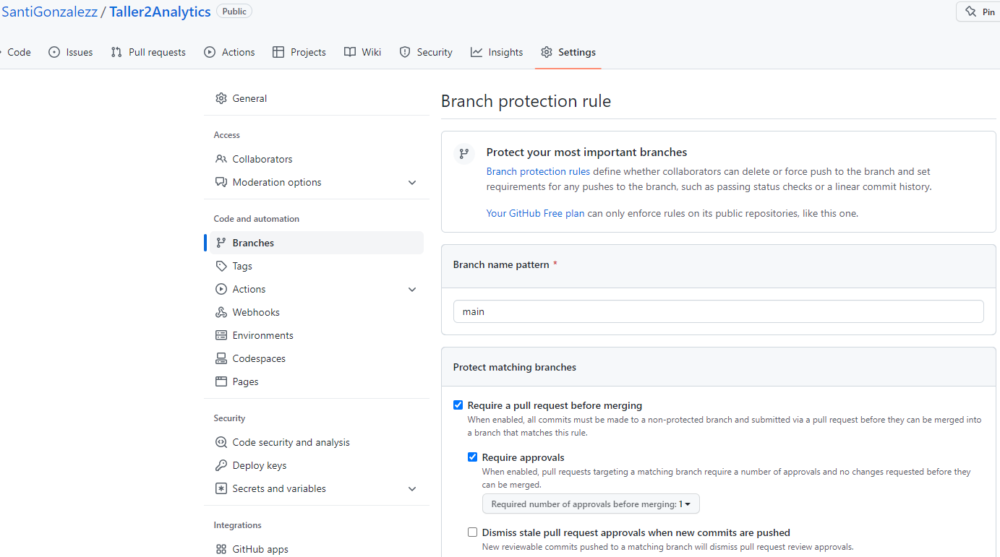 SantiGonzalezz / Taller2Analytics Public
Pin
Code Issues Pull requests Actions Projects Wiki Security Insights Settings
General
Access
Collaborators
Moderation options
Code and automation
Branches
Tags
Actions
Webhooks
Environments
Codespaces
Pages
Security
Code security and analysis
Deploy keys
Secrets and variables
Integrations
GitHub apps
Branch protection rule
Protect your most important branches
Branch protection rules define whether collaborators can delete or force push to the branch and set
requirements for any pushes to the branch, such as passing status checks or a linear commit history.
Your GitHub Free plan can only enforce rules on its public repositories, like this one.
Branch name pattern *
main
Protect matching branches
Require a pull request before merging
When enabled, all commits must be made to a non-protected branch and submitted via a pull request before they can be merged into
a branch that matches this rule.
Require approvals
When enabled, pull requests targeting a matching branch require a number of approvals and no changes requested before they
can be merged.
Required number of approvals before merging: 1
Dismiss stale pull request approvals when new commits are pushed
New reviewable commits pushed to a matching branch will dismiss pull request review approvals.